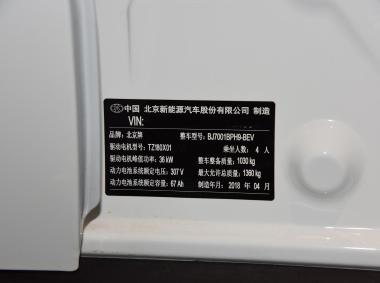 中国 北京新能源汽车股份有限公司 制造
VIN:
品牌: 北京牌 整车型号: BJ7001BPH9-BEV
驱动电机型号: TZ180X01 乘坐人数: 4 人
驱动电机峰值功率: 36 kW 整车整备质量: 1030 kg
动力电池系统额定电压: 307 V 最大允许总质量: 1360 kg
动力电池系统额定容量: 67 Ah 制造年月: 2018 年 04 月